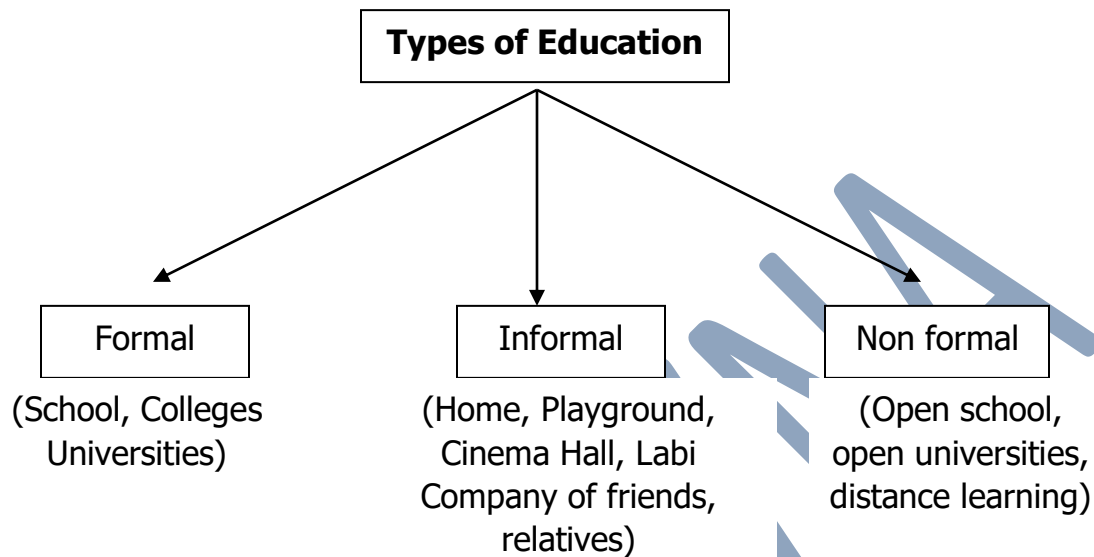 Types of Education
Formal
Informal
Non formal
(School, Colleges
Universities)
(Home, Playground,
Cinema Hall, Labi
Company of friends,
relatives)
(Open school,
open universities,
distance learning)